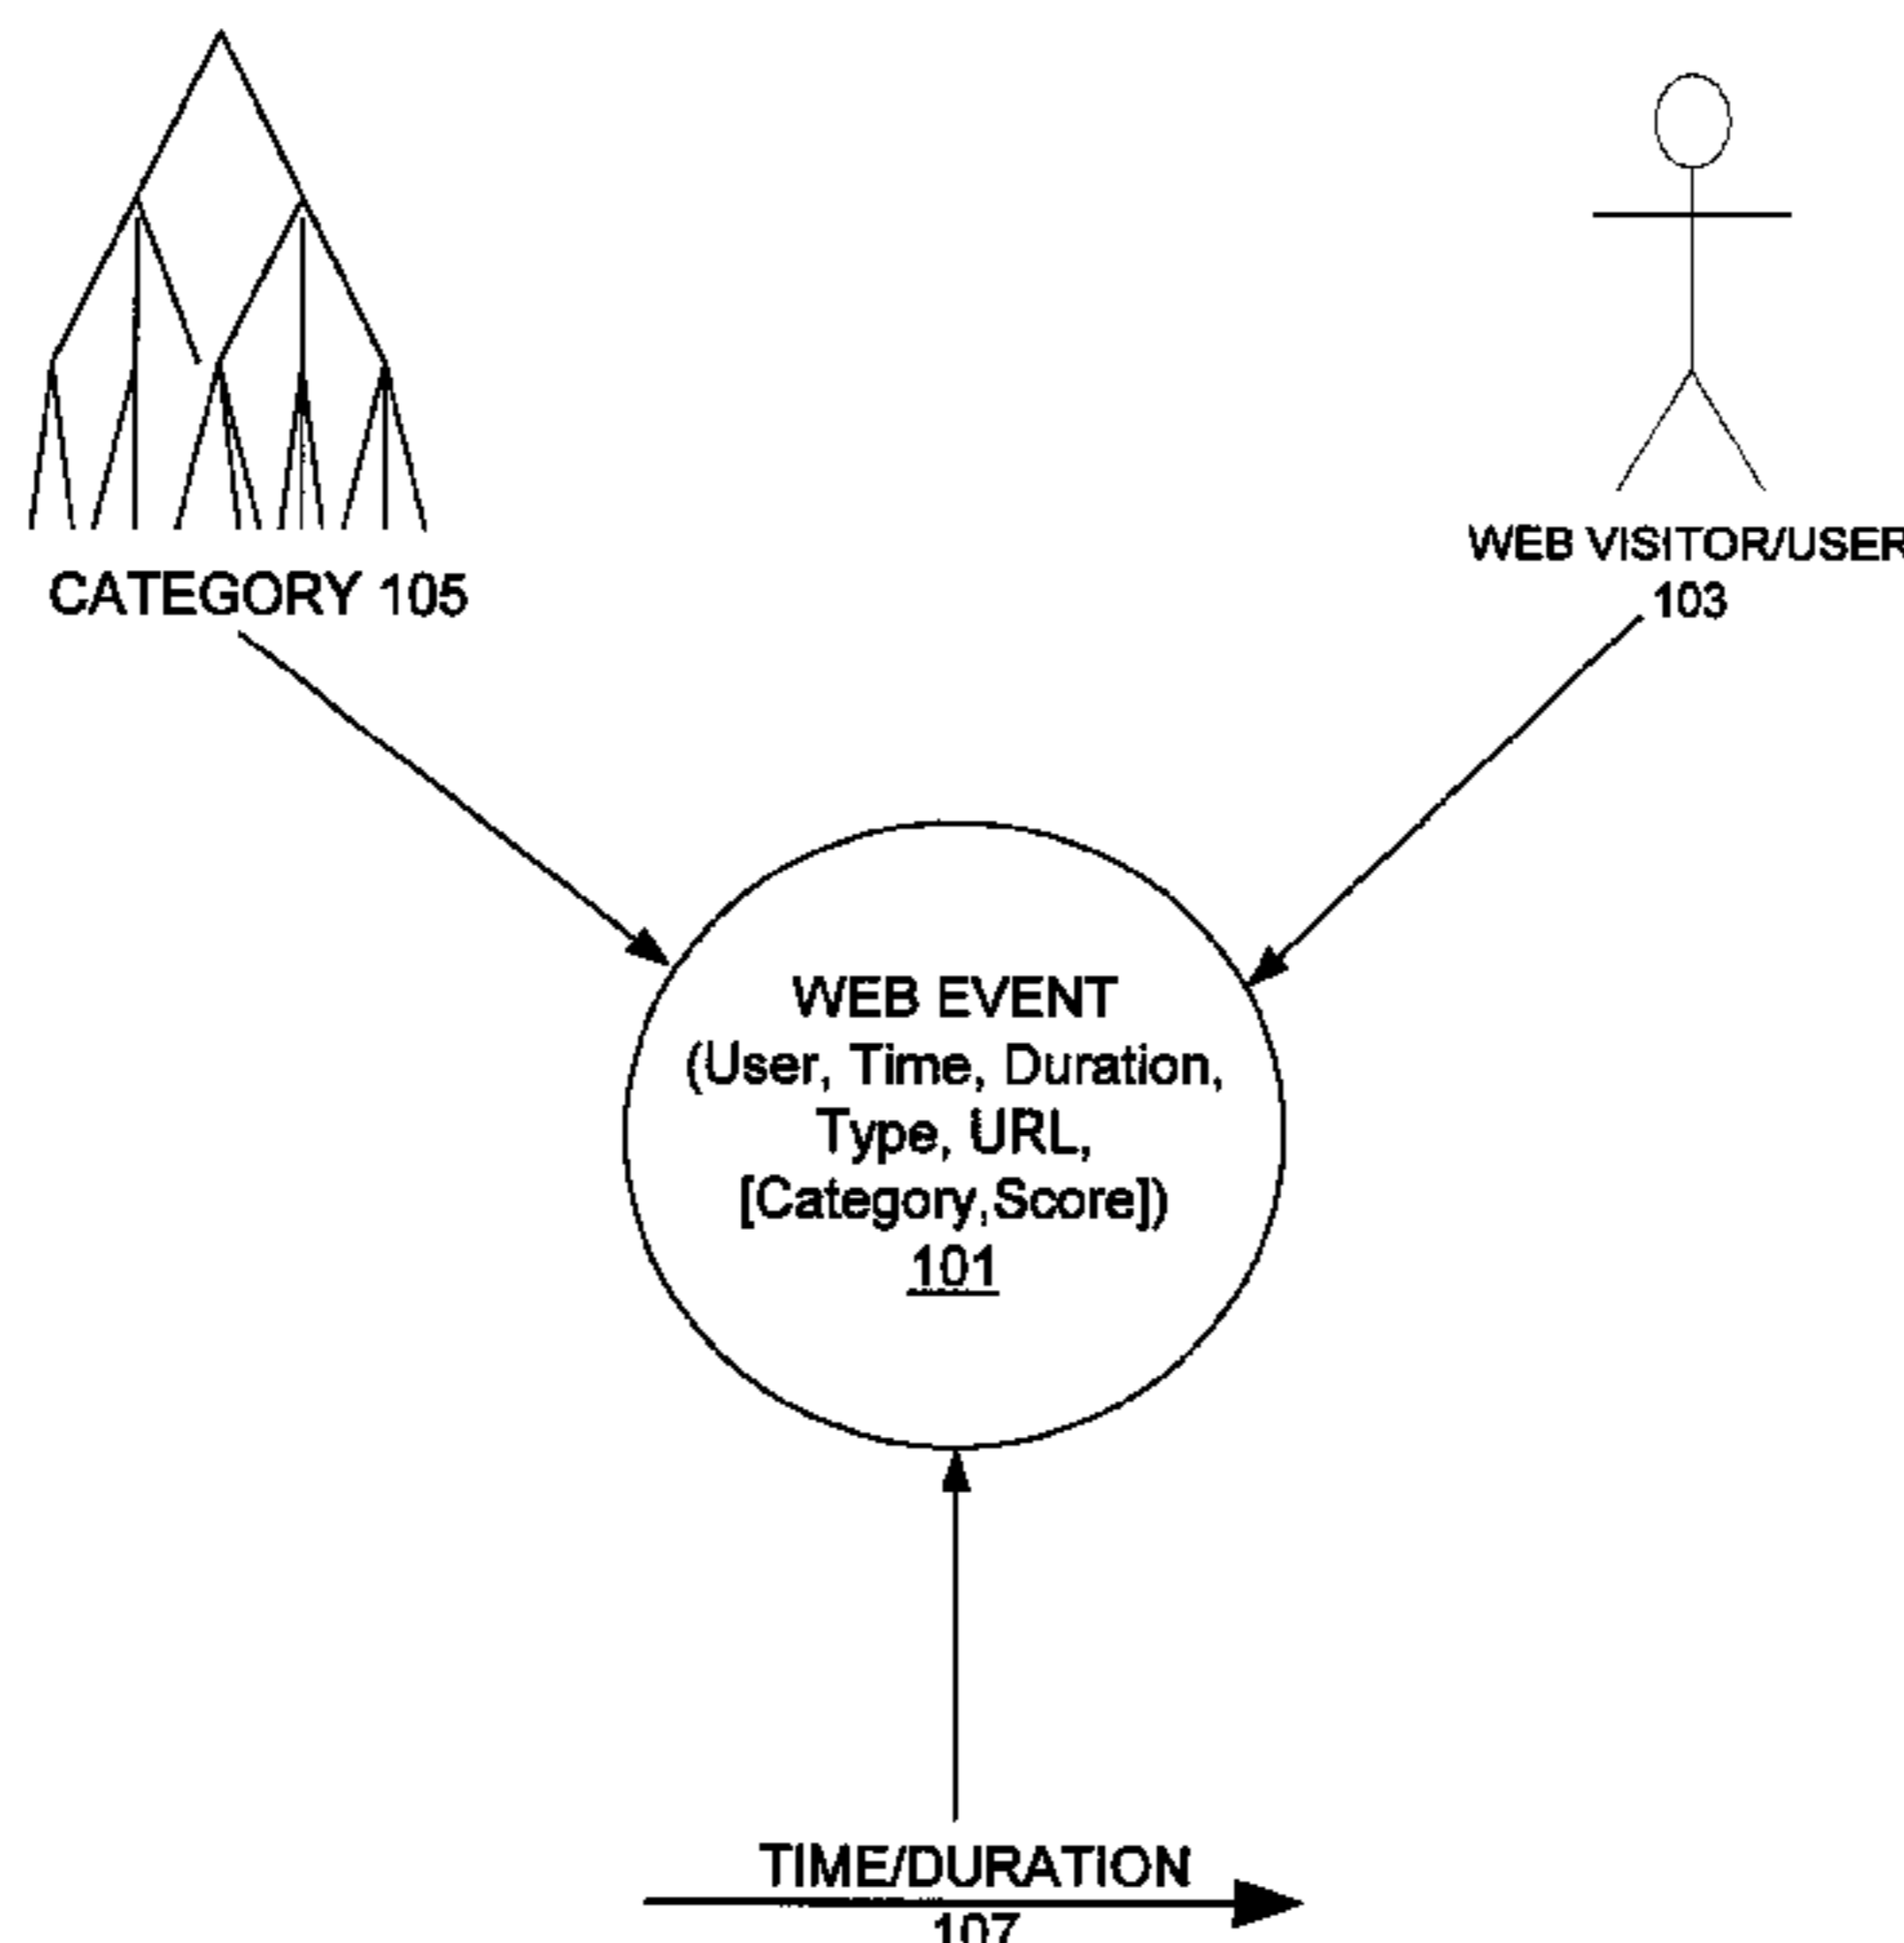 CATEGORY 105
WEB VISITOR/USER
103
WEB EVENT
(User, Time, Duration,
Type, URL,
[Category,Score])
101
TIME/DURATION
107